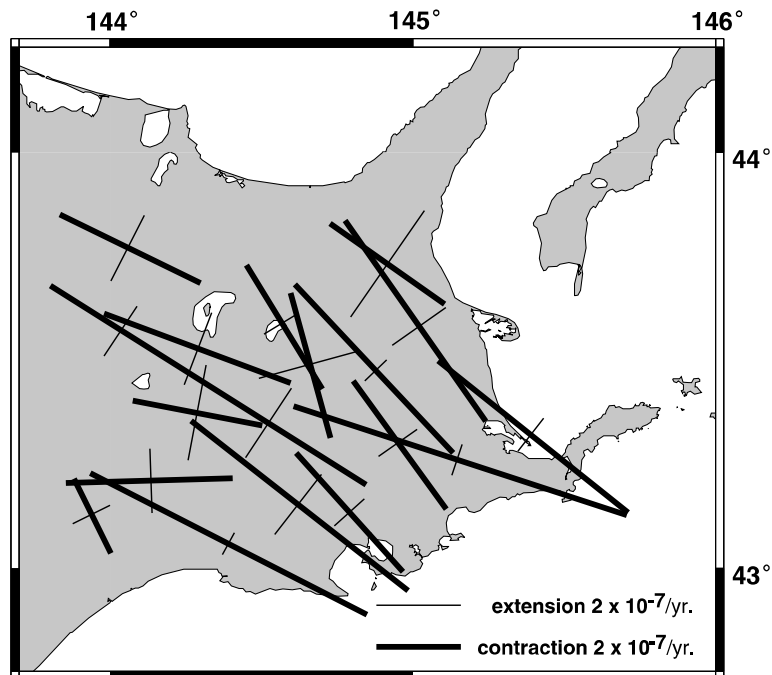 144° 145° 146°
44°
43°
extension 2 x 10-7/yr.
contraction 2 x 10-7/yr.